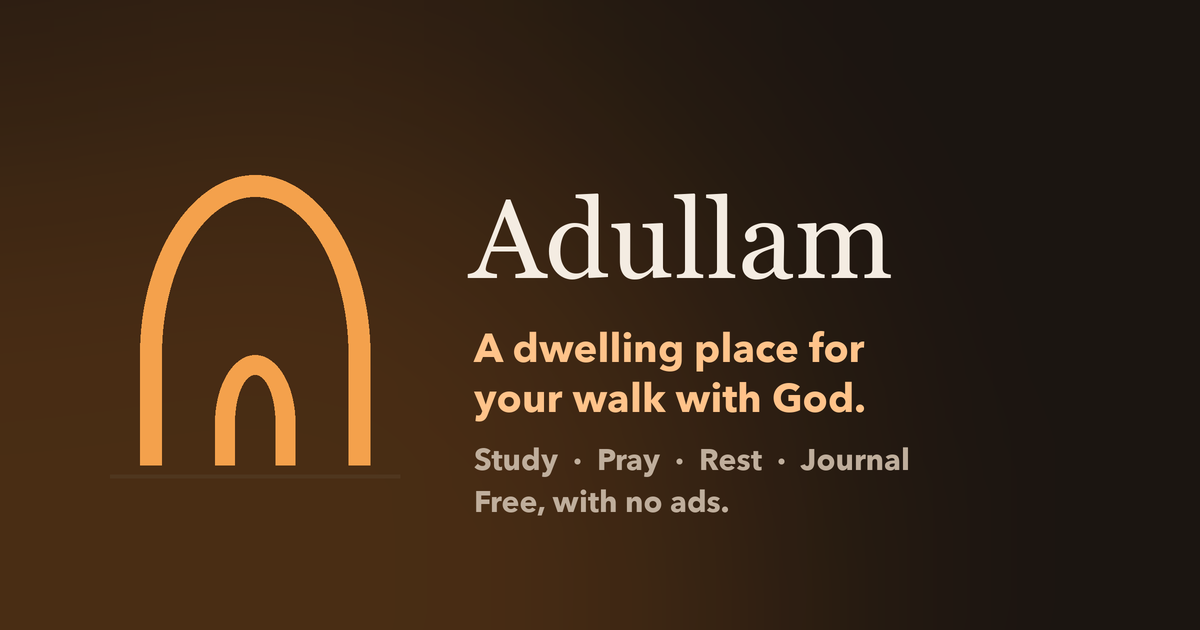 Adullam
A dwelling place for
your walk with God.
Study · Pray · Rest · Journal
Free, with no ads.